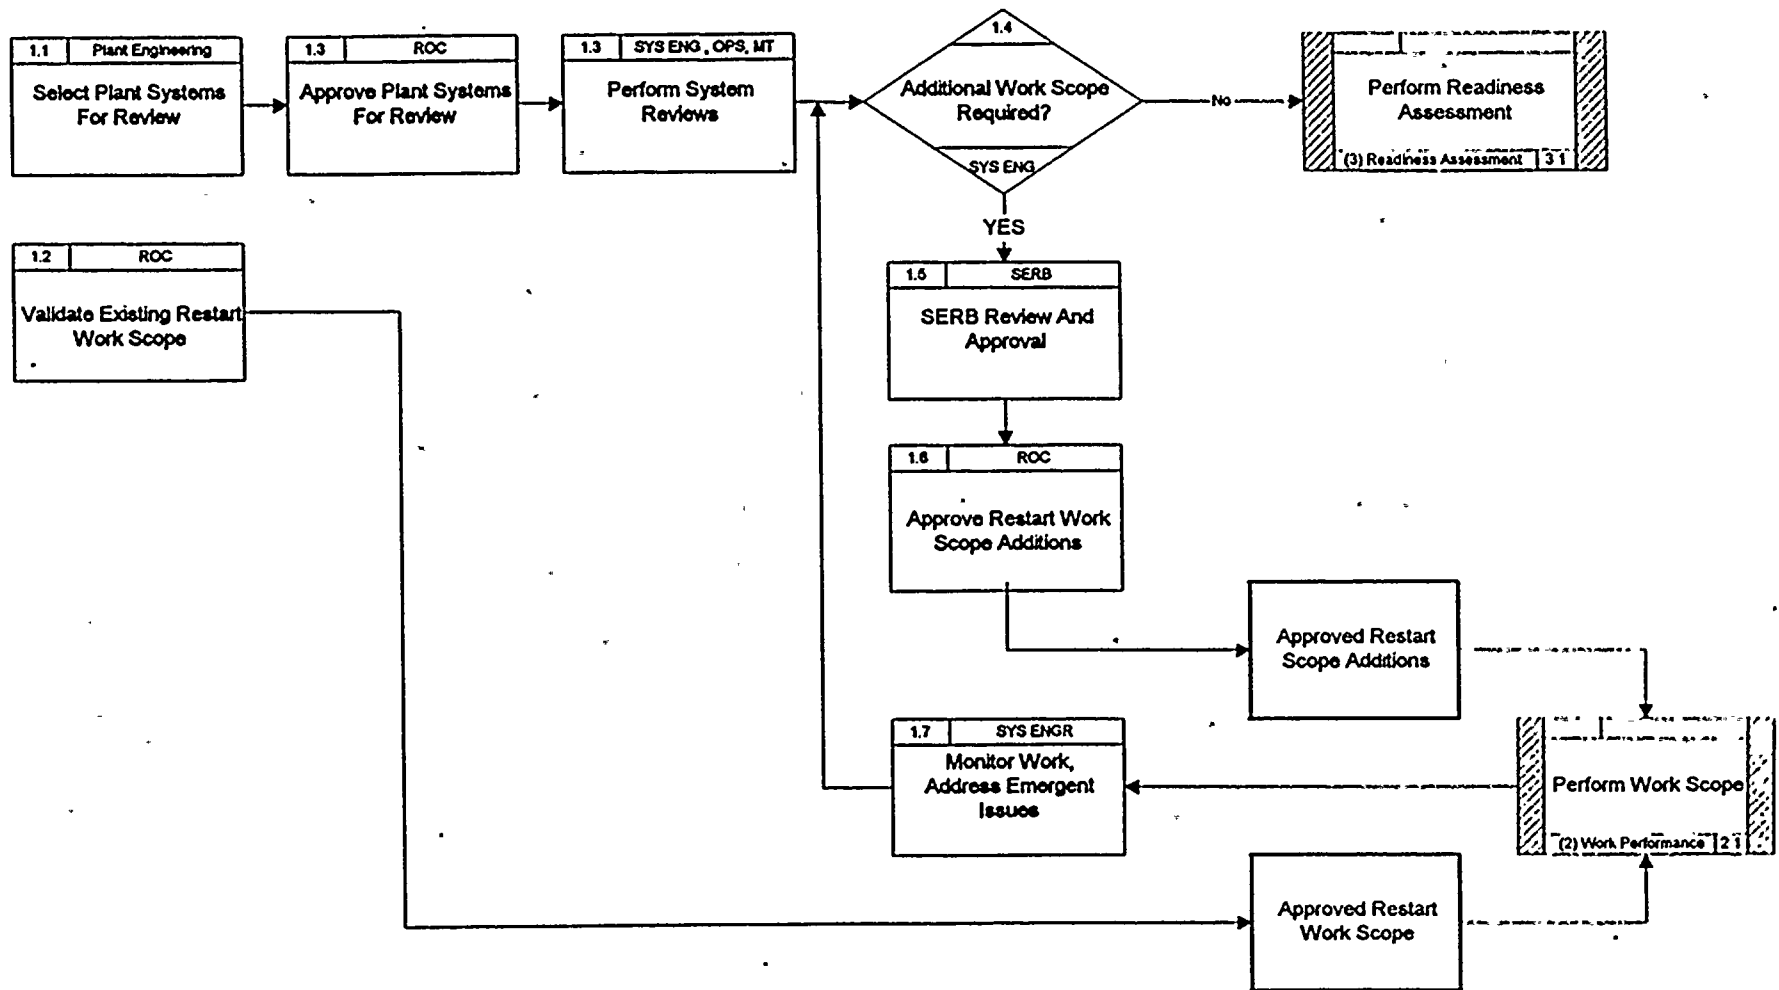 1.1 Plant Engineering
Select Plant Systems
For Review
1.3 ROC
Approve Plant Systems
For Review
1.3 SYS ENG , OPS, MT
Perform System
Reviews
1.4
Additional Work Scope
Required?
SYS ENG
No
Perform Readiness
Assessment
(3) Readiness Assessment 3 1
YES
1.2 ROC
Validate Existing Restart
Work Scope
1.5 SERB
SERB Review And
Approval
1.6 ROC
Approve Restart Work
Scope Additions
Approved Restart
Scope Additions
1.7 SYS ENGR
Monitor Work,
Address Emergent
Issues
Perform Work Scope
(2) Work Performance 2 1
Approved Restart
Work Scope